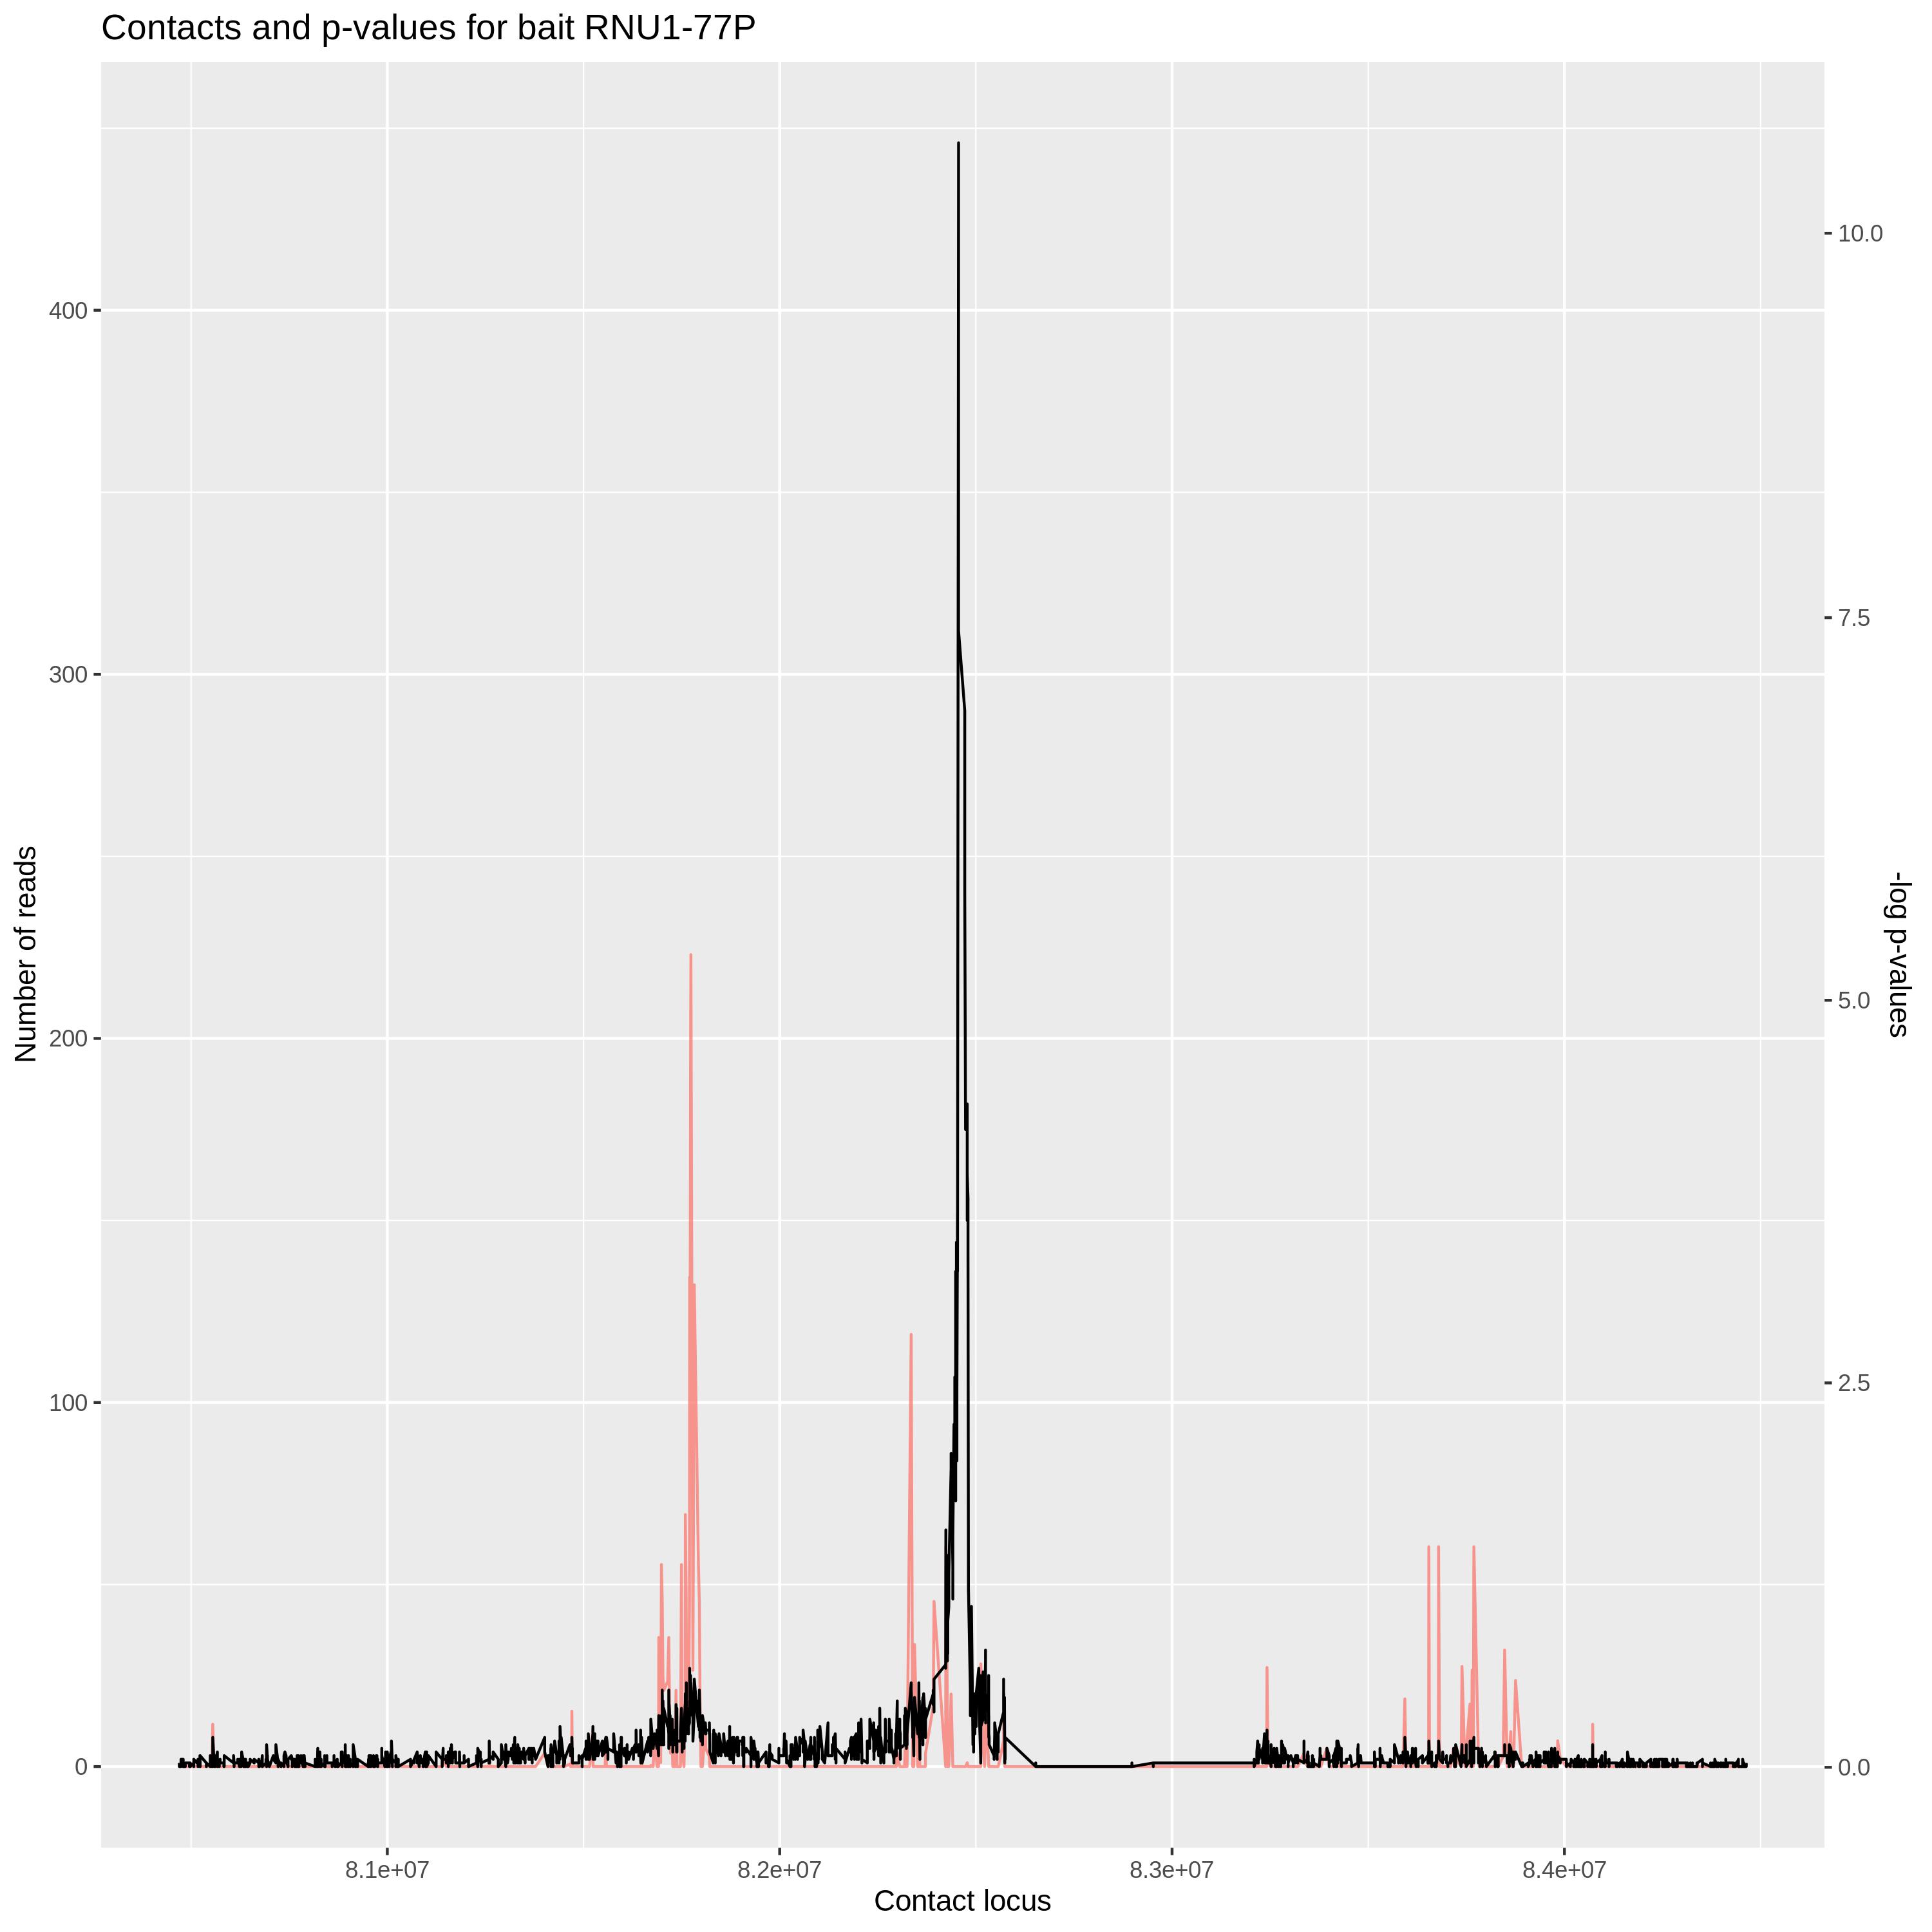 Contacts and p-values for bait RNU1-77P
Number of reads
400
300
200
100
0
10.0
7.5
5.0
2.5
0.0
-log p-values
8.1e+07
8.2e+07
8.3e+07
8.4e+07
Contact locus